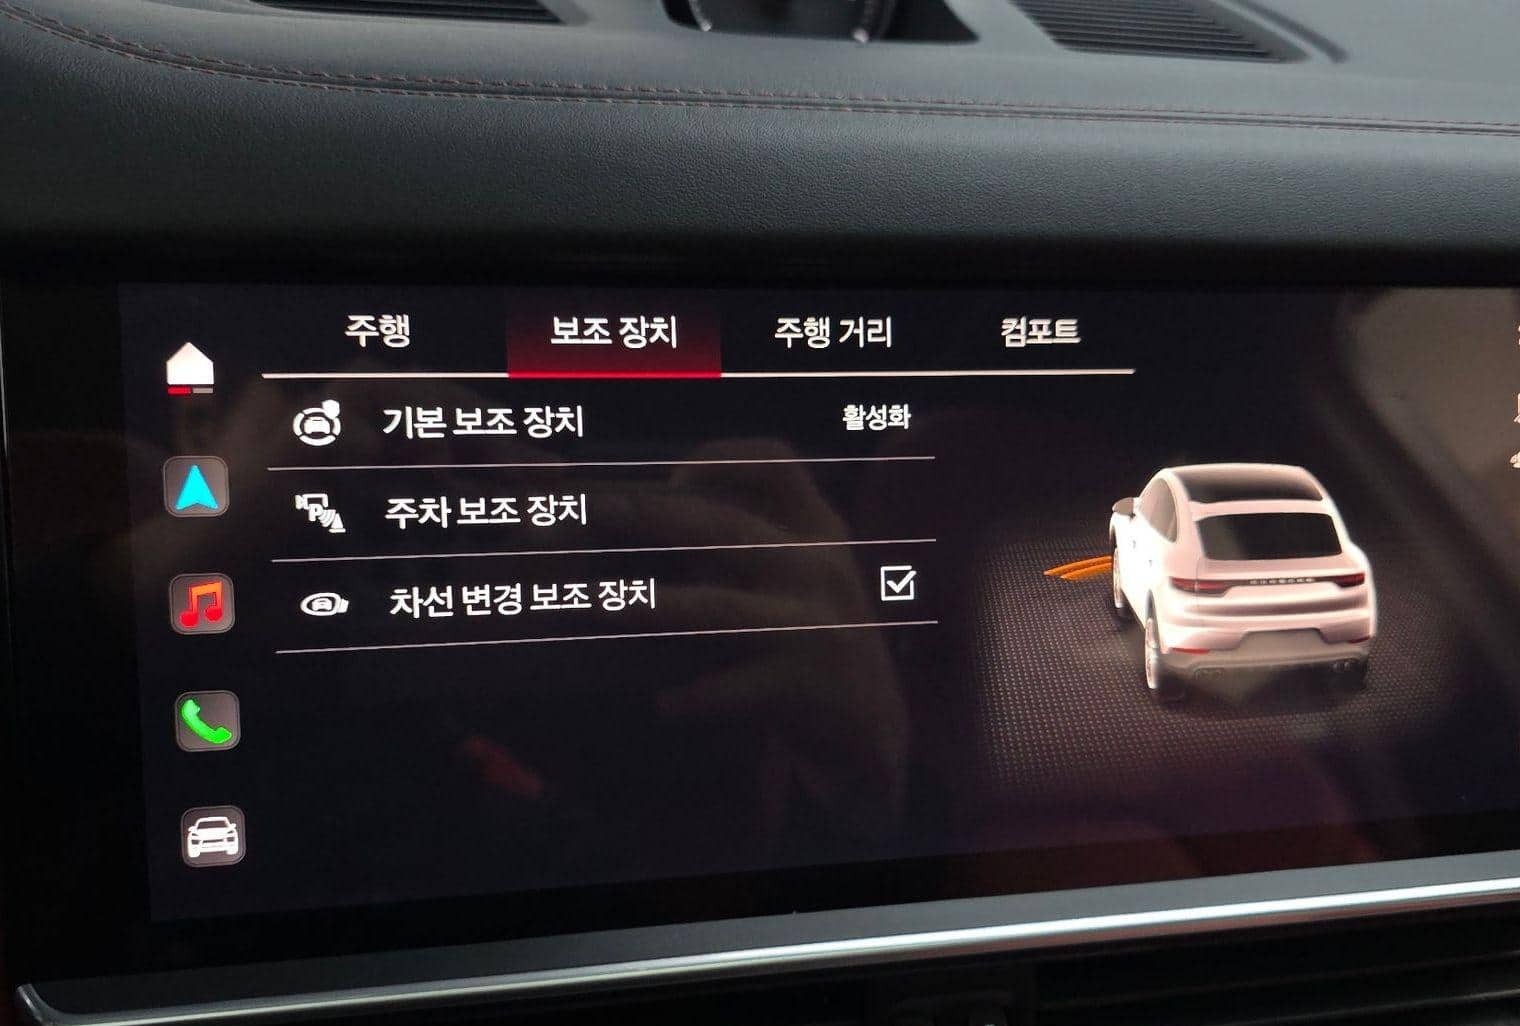 주행 보조 장치 주행 거리 컴포트
기본 보조 장치 활성화
주차 보조 장치
차선 변경 보조 장치